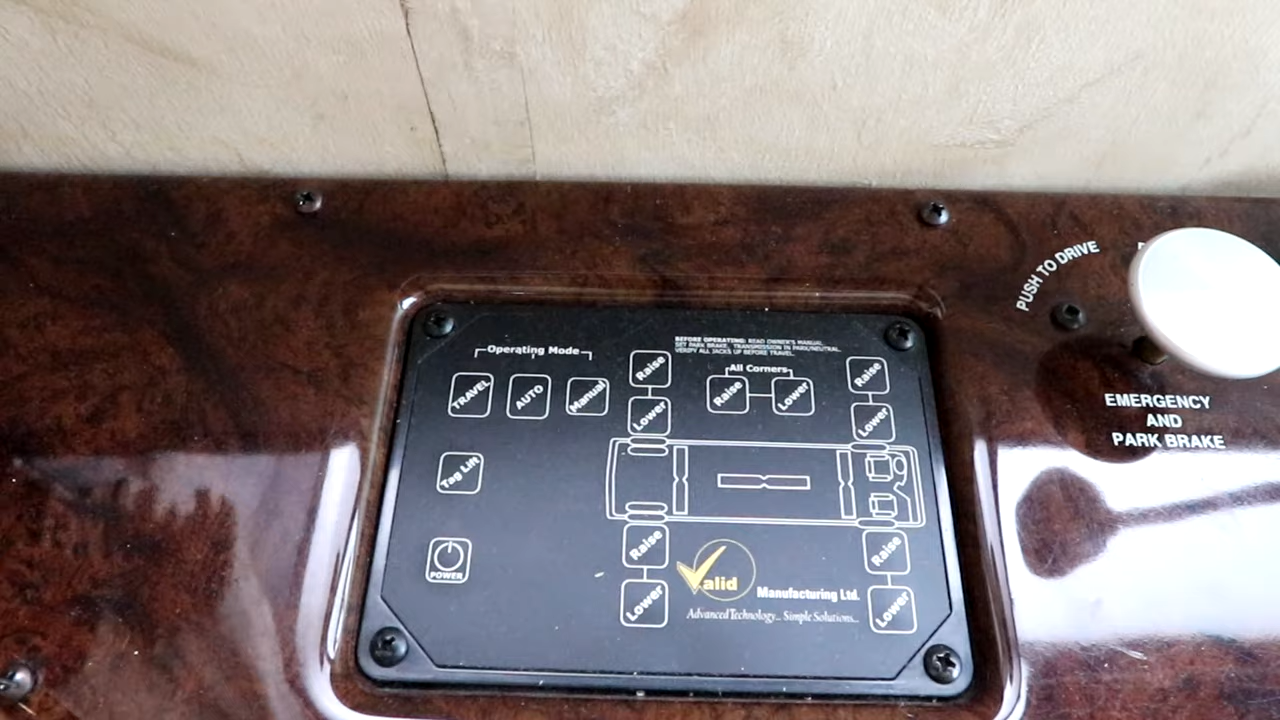 PUSH TO DRIVE
EMERGENCY
AND
PARK BRAKE
Operating Mode
TRAVEL
AUTO
Manual
Tag Lift
POWER
BEFORE OPERATING: READ OWNER'S MANUAL.
SET PARK BRAKE. TRANSMISSION IN PARK/NEUTRAL.
VERIFY ALL JACKS UP BEFORE TRAVEL.
All Corners
Raise
Lower
Raise
Lower
Raise
Lower
Raise
Lower
Raise
Lower
Valid Manufacturing Ltd.
Advanced Technology... Simple Solutions...